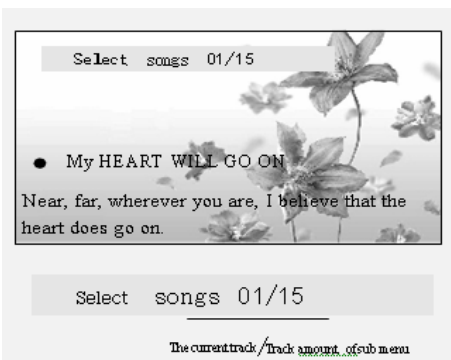 Select songs 01/15
My HEART WILL GO ON
Near, far, wherever you are, I believe that the
heart does go on.
Select songs 01/15
The current track/Track amount of sub menu